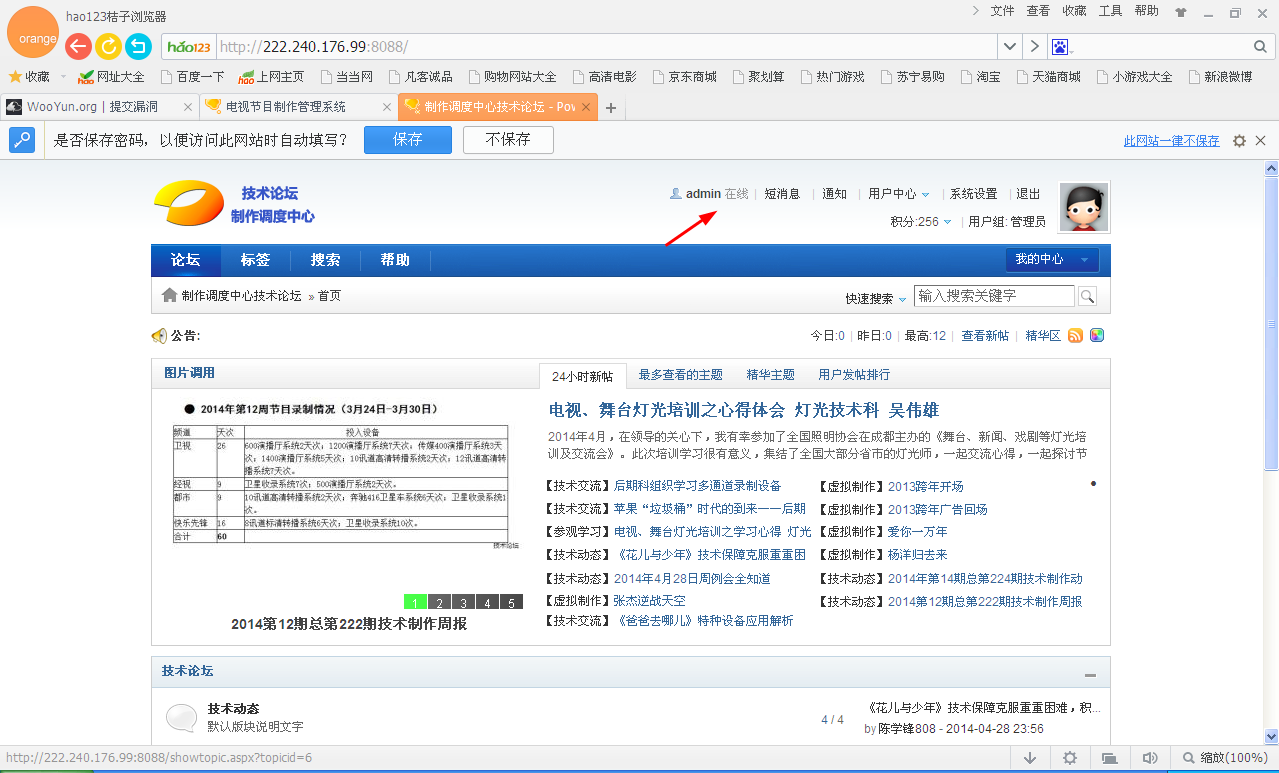 hao123桔子浏览器
文件 查看 收藏 工具 帮助
orange
hao123 http://222.240.176.99:8088/
收藏 网址大全 百度一下 上网主页 当当网 凡客诚品 购物网站大全 高清电影 京东商城 聚划算 热门游戏 苏宁易购 淘宝 天猫商城 小游戏大全 新浪微博
WooYun.org | 提交漏洞 电视节目制作管理系统 制作调度中心技术论坛 - Pow
是否保存密码，以便访问此网站时自动填写？ 保存 不保存 此网站一律不保存
技术论坛
制作调度中心
admin 在线 短消息 通知 用户中心 系统设置 退出
积分:256 用户组: 管理员
论坛 标签 搜索 帮助 我的中心
制作调度中心技术论坛 » 首页 快速搜索 输入搜索关键字
公告: 今日:0 昨日:0 最高:12 查看新帖 精华区
图片调用 24小时新帖 最多查看的主题 精华主题 用户发帖排行
● 2014年第12周节目录制情况（3月24日-3月30日）
频道 天次 投入设备
卫视 26 600演播厅系统2天次；1200演播厅系统7天次；传媒400演播厅系统3天
次；1400演播厅系统5天次；10讯道高清转播系统2天次；12讯道高清转
播系统7天次。
经视 9 卫星收录系统7次；500演播厅系统2天次。
都市 9 10讯道高清转播系统2天次；奔驰416卫星车系统6天次；卫星收录系统1
次。
快乐先锋 16 8讯道标清转播系统6天次；卫星收录系统10次。
合计 60
技术论坛
1 2 3 4 5
2014第12期总第222期技术制作周报
电视、舞台灯光培训之心得体会 灯光技术科 吴伟雄
2014年4月，在领导的关心下，我有幸参加了全国照明协会在成都主办的《舞台、新闻、戏剧等灯光培
训及交流会》。此次培训学习很有意义，集结了全国大部分省市的灯光师，一起交流心得，一起探讨节
【技术交流】后期科组织学习多通道录制设备
【技术交流】苹果“垃圾桶”时代的到来一一后期
【参观学习】电视、舞台灯光培训之学习心得 灯光
【技术动态】《花儿与少年》技术保障克服重重困
【技术动态】2014年4月28日周例会全知道
【虚拟制作】张杰逆战天空
【技术交流】《爸爸去哪儿》特种设备应用解析
【虚拟制作】2013跨年开场
【虚拟制作】2013跨年广告回场
【虚拟制作】爱你一万年
【虚拟制作】杨洋归去来
【技术动态】2014年第14期总第224期技术制作动
【技术动态】2014第12期总第222期技术制作周报
技术论坛
技术动态
默认版块说明文字
4 / 4
《花儿与少年》技术保障克服重重困难，积...
by 陈学锋808 - 2014-04-28 23:56
http://222.240.176.99:8088/showtopic.aspx?topicid=6 缩放(100%)